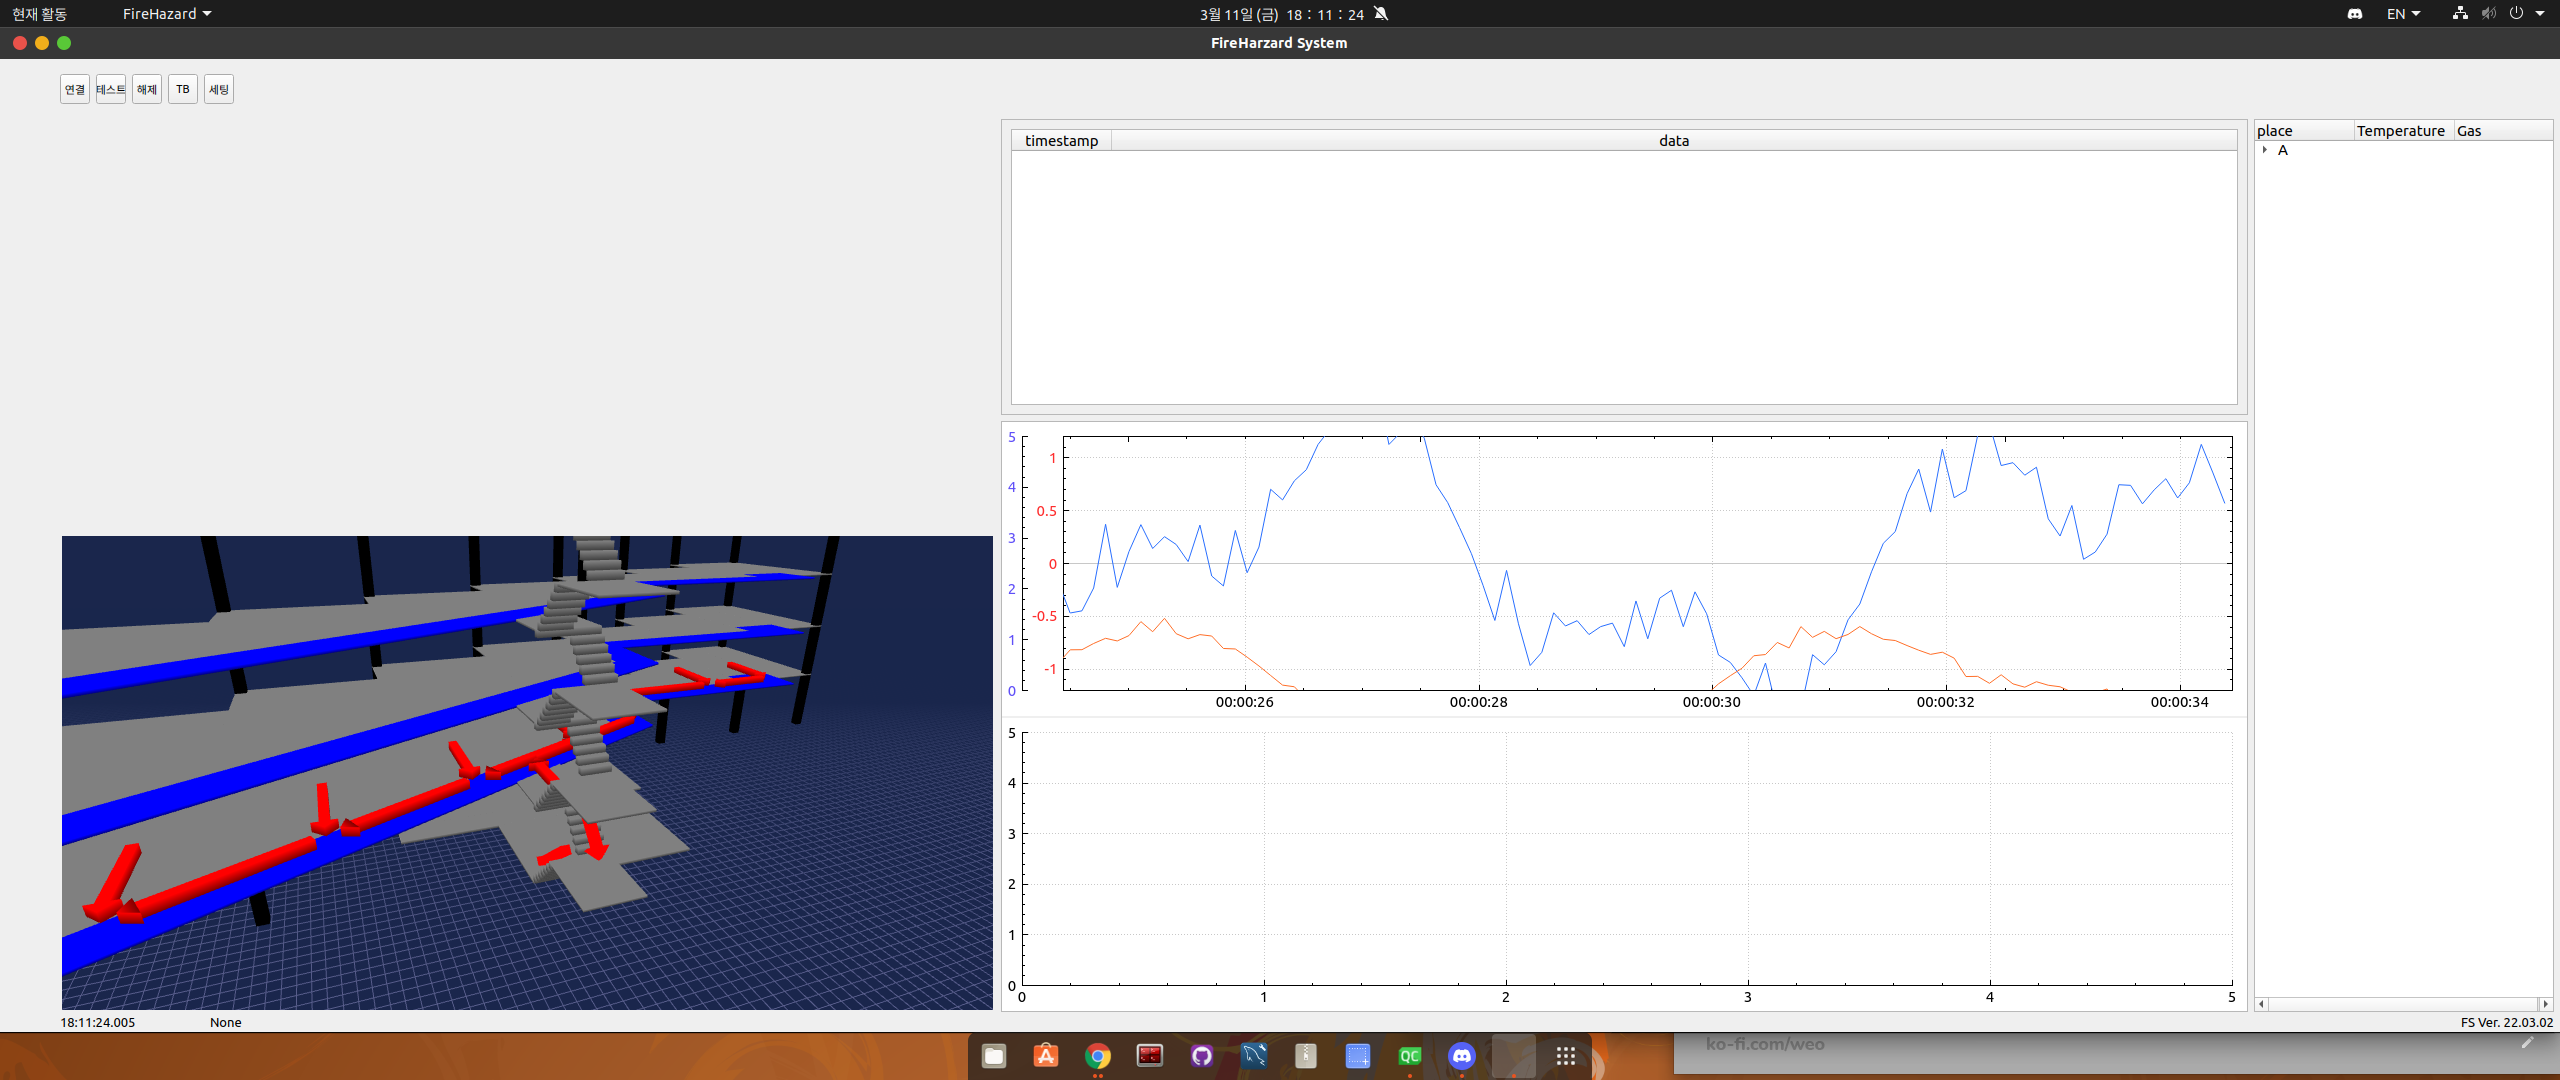 현재 활동 FireHazard 3월 11일 (금) 18 : 11 : 24 EN
FireHarzard System
연결 테스트 해제 TB 세팅
timestamp data
place Temperature Gas
A
5
4
3
2
1
0
1
0.5
0
-0.5
-1
00:00:26 00:00:28 00:00:30 00:00:32 00:00:34
5
4
3
2
1
0
0 1 2 3 4 5
18:11:24.005 None FS Ver. 22.03.02
QC
ko-fi.com/weo